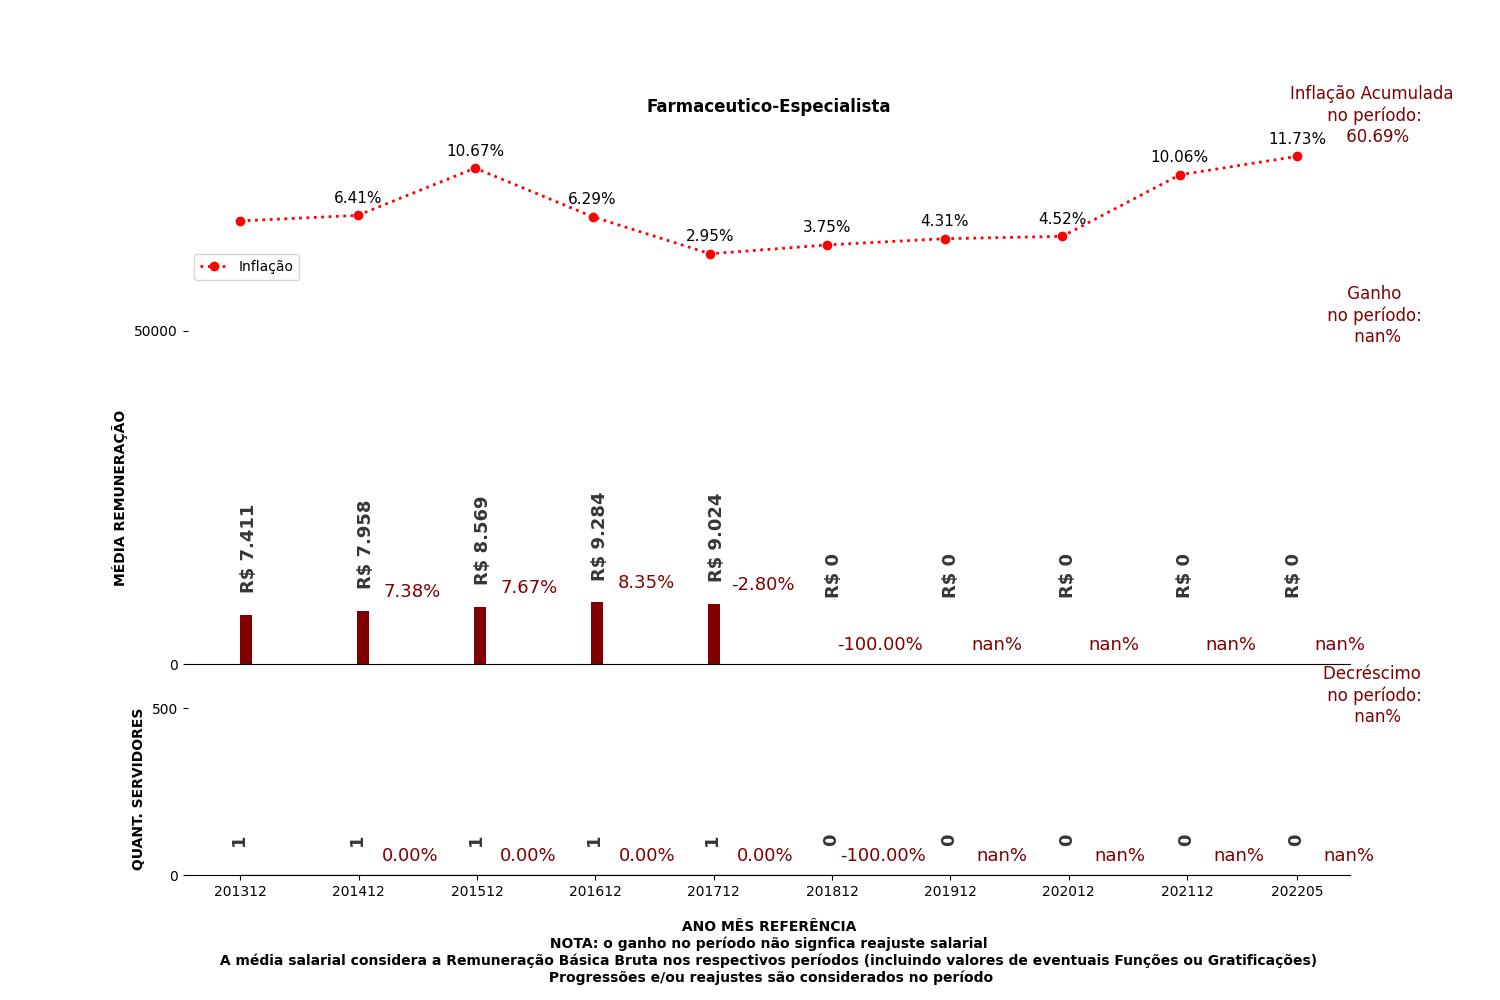 Farmaceutico-Especialista
Inflação Acumulada
no período:
60.69%
6.41%
10.67%
6.29%
2.95%
3.75%
4.31%
4.52%
10.06%
11.73%
Inflação
Ganho
no período:
nan%
50000
0
MÉDIA REMUNERAÇÃO
R$ 7.411
R$ 7.958
R$ 8.569
R$ 9.284
R$ 9.024
R$ 0
R$ 0
R$ 0
R$ 0
R$ 0
7.38%
7.67%
8.35%
-2.80%
-100.00%
nan%
nan%
nan%
nan%
Decréscimo
no período:
nan%
500
0
QUANT. SERVIDORES
1
1
1
1
1
0
0
0
0
0
0.00%
0.00%
0.00%
0.00%
-100.00%
nan%
nan%
nan%
nan%
201312
201412
201512
201612
201712
201812
201912
202012
202112
202205
ANO MÊS REFERÊNCIA
NOTA: o ganho no período não signfica reajuste salarial
A média salarial considera a Remuneração Básica Bruta nos respectivos períodos (incluindo valores de eventuais Funções ou Gratificações)
Progressões e/ou reajustes são considerados no período